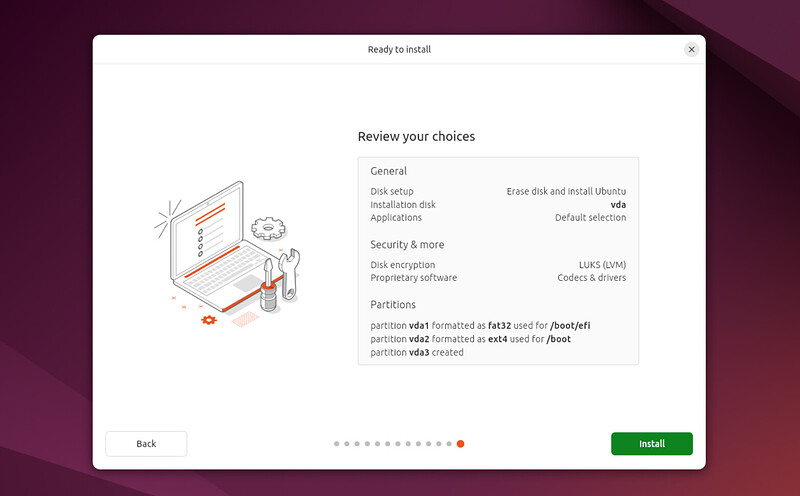 Ready to install
Review your choices
General
Disk setup Erase disk and install Ubuntu
Installation disk vda
Applications Default selection
Security & more
Disk encryption LUKS (LVM)
Proprietary software Codecs & drivers
Partitions
partition vda1 formatted as fat32 used for /boot/efi
partition vda2 formatted as ext4 used for /boot
partition vda3 created
Back
Install